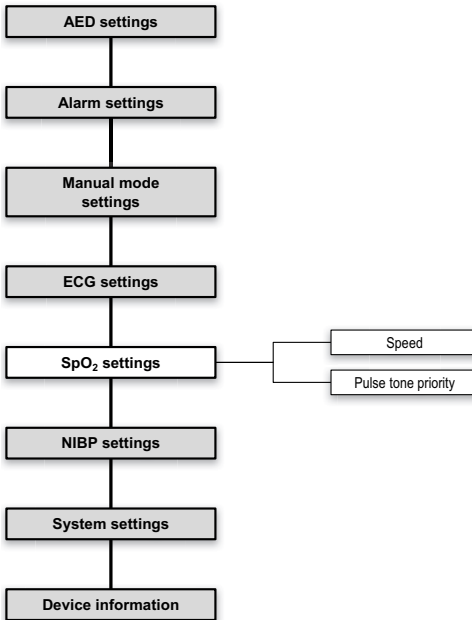 AED settings
Alarm settings
Manual mode
settings
ECG settings
SpO₂ settings
Speed
Pulse tone priority
NIBP settings
System settings
Device information